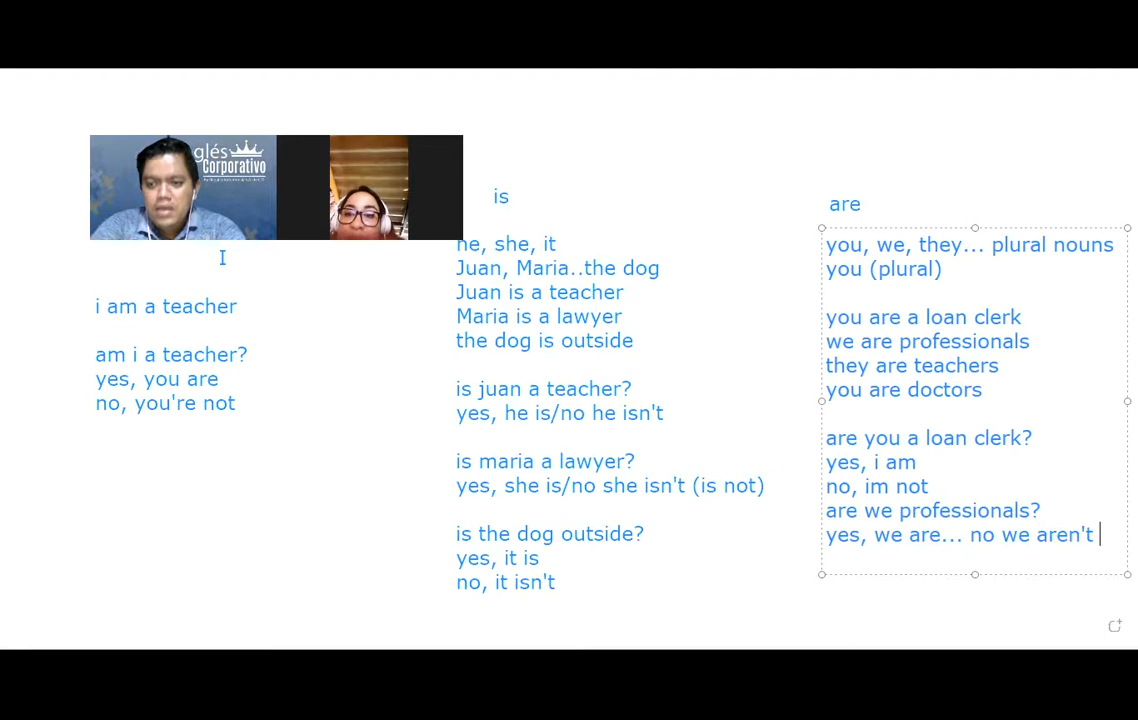 glés
Corporativo
I
i am a teacher
am i a teacher?
yes, you are
no, you're not
is
he, she, it
Juan, Maria..the dog
Juan is a teacher
Maria is a lawyer
the dog is outside
is juan a teacher?
yes, he is/no he isn't
is maria a lawyer?
yes, she is/no she isn't (is not)
is the dog outside?
yes, it is
no, it isn't
are
you, we, they... plural nouns
you (plural)
you are a loan clerk
we are professionals
they are teachers
you are doctors
are you a loan clerk?
yes, i am
no, im not
are we professionals?
yes, we are... no we aren't